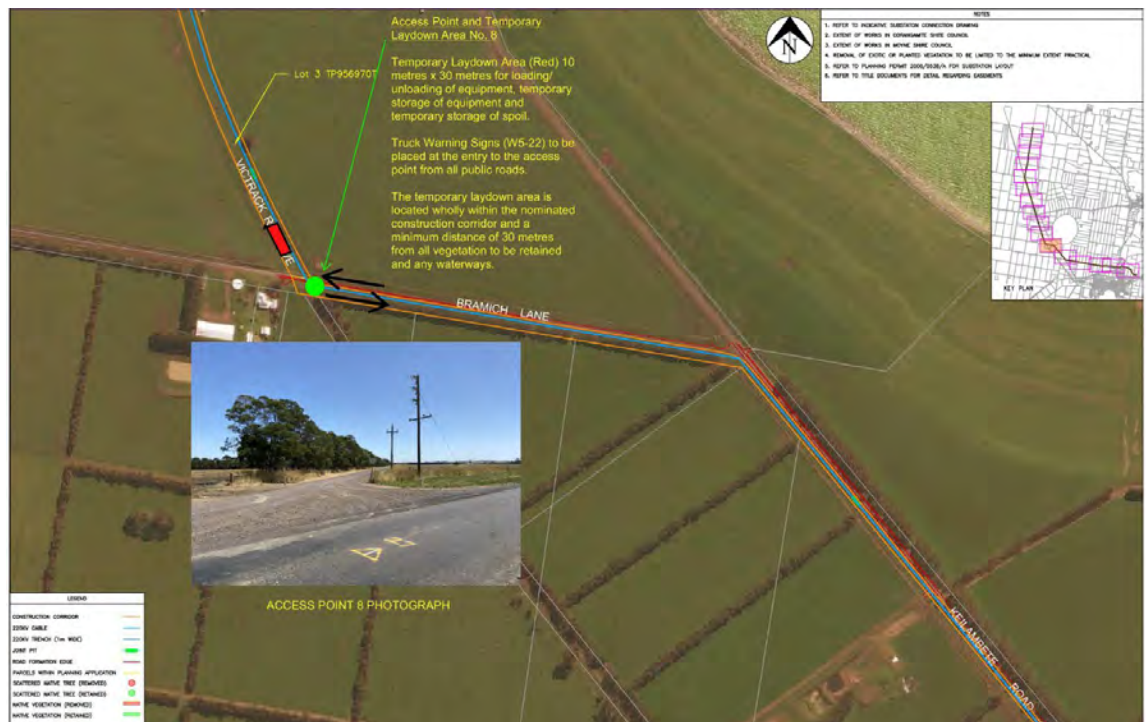 Access Point and Temporary
Laydown Area No. 8
Temporary Laydown Area (Red) 10
metres x 30 metres for loading/
unloading of equipment, temporary
storage of equipment and
temporary storage of spoil.
Truck Warning Signs (W5-22) to be
placed at the entry to the access
point from all public roads.
The temporary laydown area is
located wholly within the nominated
construction corridor and a
minimum distance of 30 metres
from all vegetation to be retained
and any waterways.
Lot 3 TP956970T
VICTRACK
BRAMICH LANE
KEILAMBETE ROAD
ACCESS POINT 8 PHOTOGRAPH
N
NOTES
1. REFER TO INDICATIVE SUBSTATION CONNECTION DRAWING
2. EXTENT OF WORKS IN CORANGAMITE SHIRE COUNCIL
3. EXTENT OF WORKS IN MOYNE SHIRE COUNCIL
4. REMOVAL OF EXOTIC OR PLANTED VEGETATION TO BE LIMITED TO THE MINIMUM EXTENT PRACTICAL
5. REFER TO PLANNING PERMIT FOR SUBSTATION LAYOUT
6. REFER TO TITLE DOCUMENTS FOR DETAIL REGARDING EASEMENTS
KEY PLAN
LEGEND
CONSTRUCTION CORRIDOR
220KV CABLE
220KV TRENCH (1m WIDE)
JOINT PIT
ROAD FORMATION EDGE
PARCELS WITHIN PLANNING APPLICATION
SCATTERED NATIVE TREE (REMOVED)
SCATTERED NATIVE TREE (RETAINED)
NATIVE VEGETATION (REMOVED)
NATIVE VEGETATION (RETAINED)